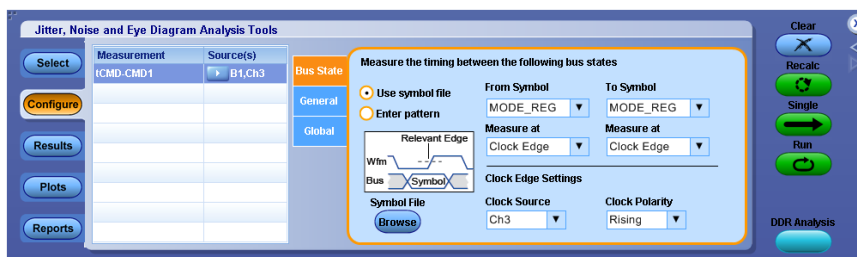 Jitter, Noise and Eye Diagram Analysis Tools
Clear
Select
Configure
Results
Plots
Reports
Measurement Source(s)
tCMD-CMD1 B1,Ch3
Bus State
General
Global
Measure the timing between the following bus states
Use symbol file
Enter pattern
Relevant Edge
Wfm
Bus Symbol
Symbol File
Browse
From Symbol To Symbol
MODE_REG MODE_REG
Measure at Measure at
Clock Edge Clock Edge
Clock Edge Settings
Clock Source Clock Polarity
Ch3 Rising
Recalc
Single
Run
DDR Analysis